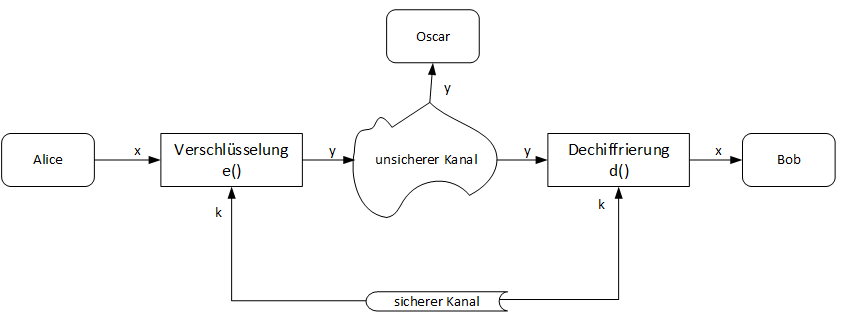 Oscar
y
Alice
x
Verschlüsselung
e()
y
unsicherer Kanal
y
Dechiffrierung
d()
x
Bob
k
k
sicherer Kanal